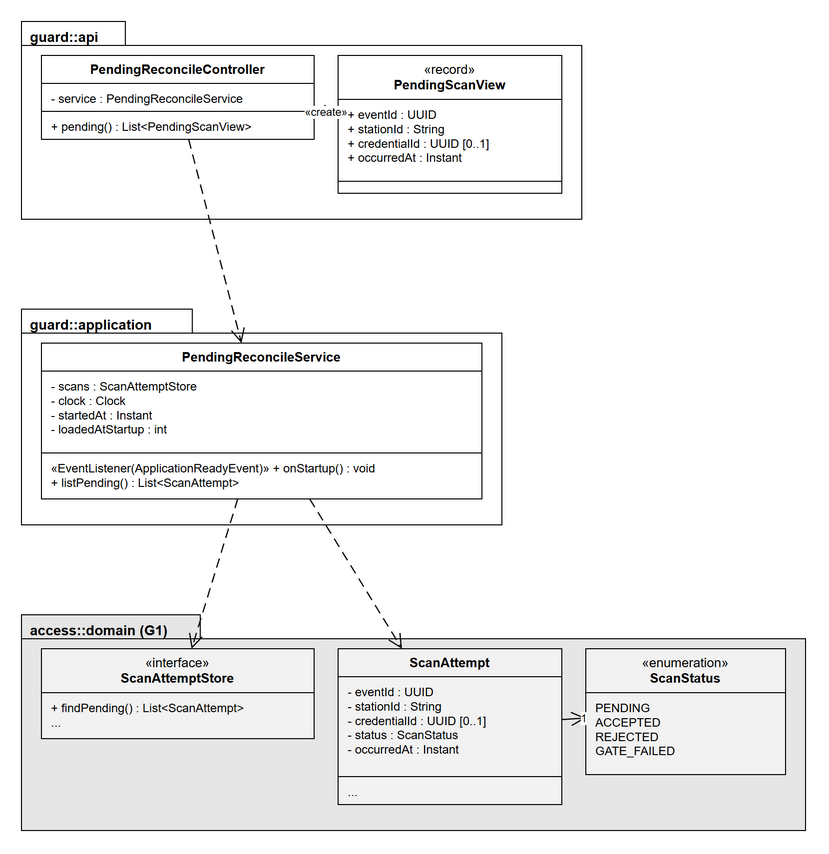 guard::api
PendingReconcileController
- service : PendingReconcileService
+ pending() : List<PendingScanView>
«create»
«record»
PendingScanView
+ eventId : UUID
+ stationId : String
+ credentialId : UUID [0..1]
+ occurredAt : Instant
guard::application
PendingReconcileService
- scans : ScanAttemptStore
- clock : Clock
- startedAt : Instant
- loadedAtStartup : int
«EventListener(ApplicationReadyEvent)» + onStartup() : void
+ listPending() : List<ScanAttempt>
access::domain (G1)
«interface»
ScanAttemptStore
+ findPending() : List<ScanAttempt>
...
ScanAttempt
- eventId : UUID
- stationId : String
- credentialId : UUID [0..1]
- status : ScanStatus
- occurredAt : Instant
...
1
«enumeration»
ScanStatus
PENDING
ACCEPTED
REJECTED
GATE_FAILED